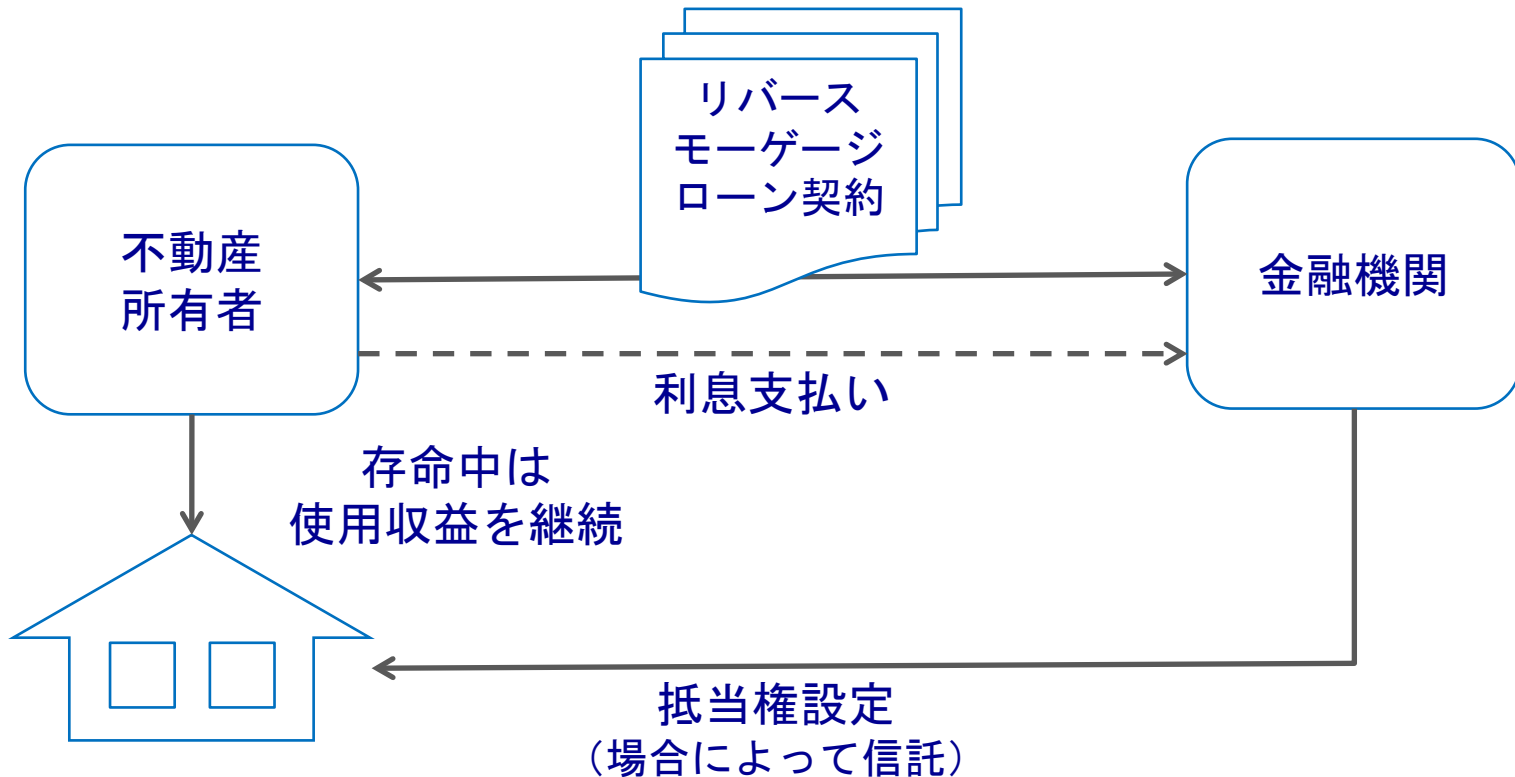 リバース
モーゲージ
ローン契約
不動産
所有者
金融機関
利息支払い
存命中は
使用収益を継続
抵当権設定
（場合によって信託）